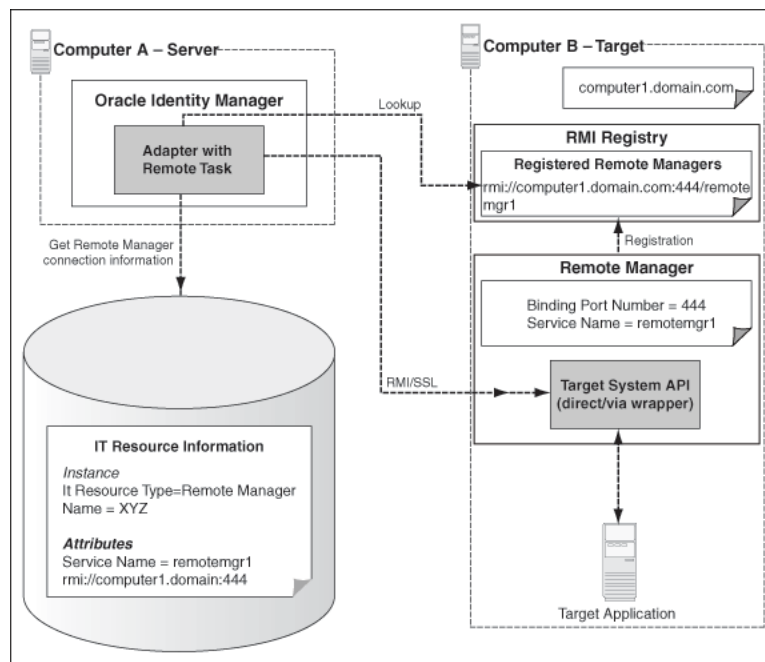 Computer A – Server
Oracle Identity Manager
Adapter with
Remote Task
Lookup
Get Remote Manager
connection information
RMI/SSL
IT Resource Information
Instance
It Resource Type=Remote Manager
Name = XYZ
Attributes
Service Name = remotemgr1
rmi://computer1.domain:444
Computer B – Target
computer1.domain.com
RMI Registry
Registered Remote Managers
rmi://computer1.domain.com:444/remote
mgr1
Registration
Remote Manager
Binding Port Number = 444
Service Name = remotemgr1
Target System API
(direct/via wrapper)
Target Application